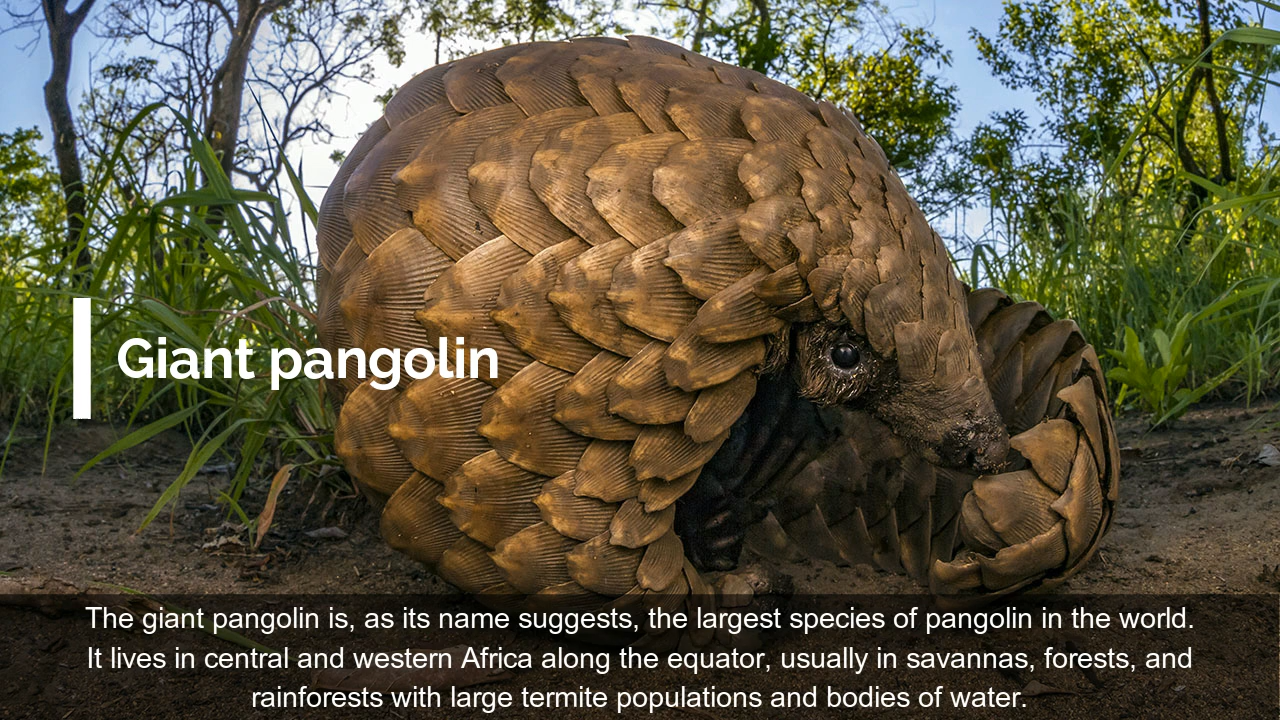 Giant pangolin
The giant pangolin is, as its name suggests, the largest species of pangolin in the world.
It lives in central and western Africa along the equator, usually in savannas, forests, and
rainforests with large termite populations and bodies of water.